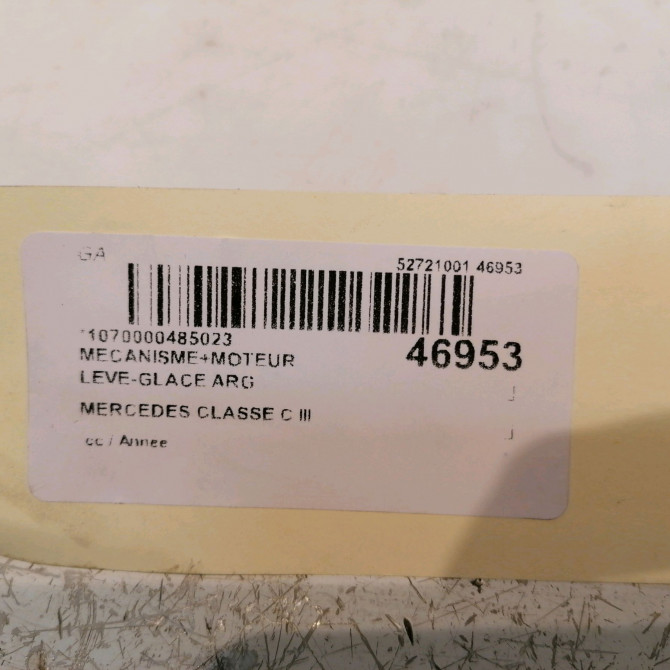 GA
52721001 46953
*1070000485023
46953
MECANISME+MOTEUR
LEVE-GLACE ARG
MERCEDES CLASSE C III
cc / Annee